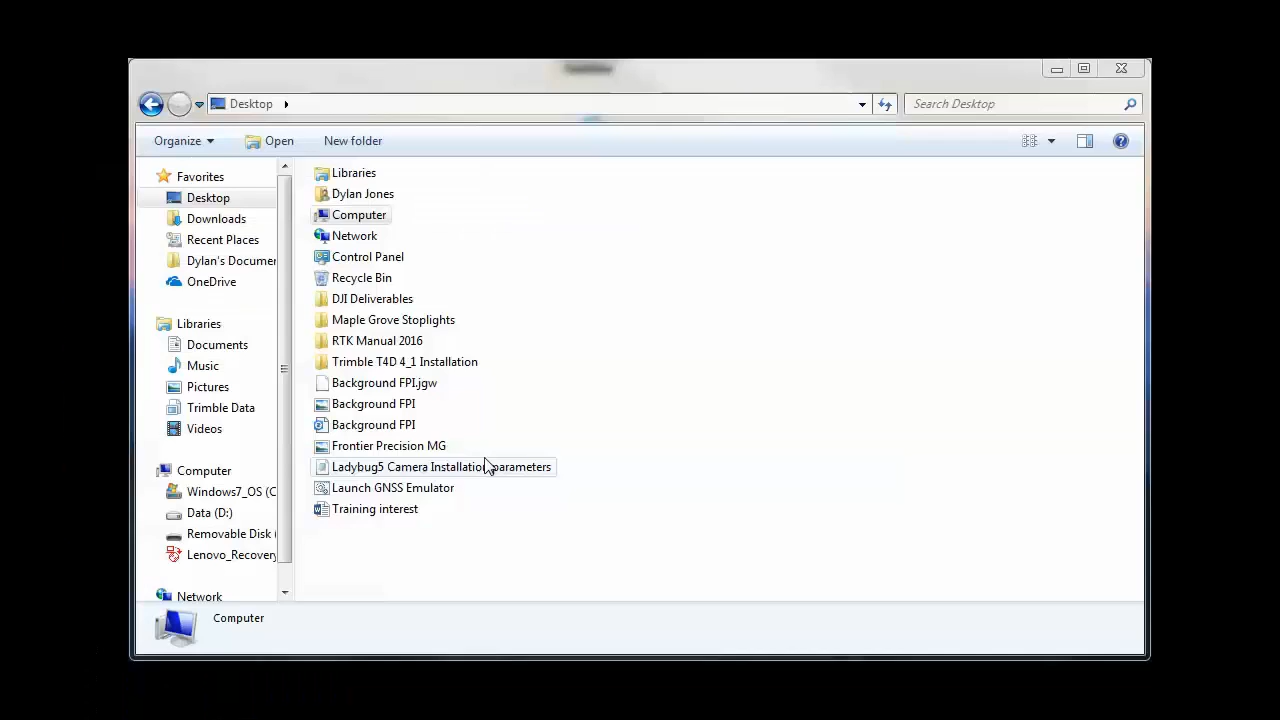 Desktop
Search Desktop
Organize
Open
New folder
Favorites
Desktop
Downloads
Recent Places
Dylan's Documer
OneDrive
Libraries
Documents
Music
Pictures
Trimble Data
Videos
Computer
Windows7_OS (C
Data (D:)
Removable Disk (
Lenovo_Recovery
Network
Libraries
Dylan Jones
Computer
Network
Control Panel
Recycle Bin
DJI Deliverables
Maple Grove Stoplights
RTK Manual 2016
Trimble T4D 4_1 Installation
Background FPI.jgw
Background FPI
Background FPI
Frontier Precision MG
Ladybug5 Camera Installation parameters
Launch GNSS Emulator
Training interest
Computer